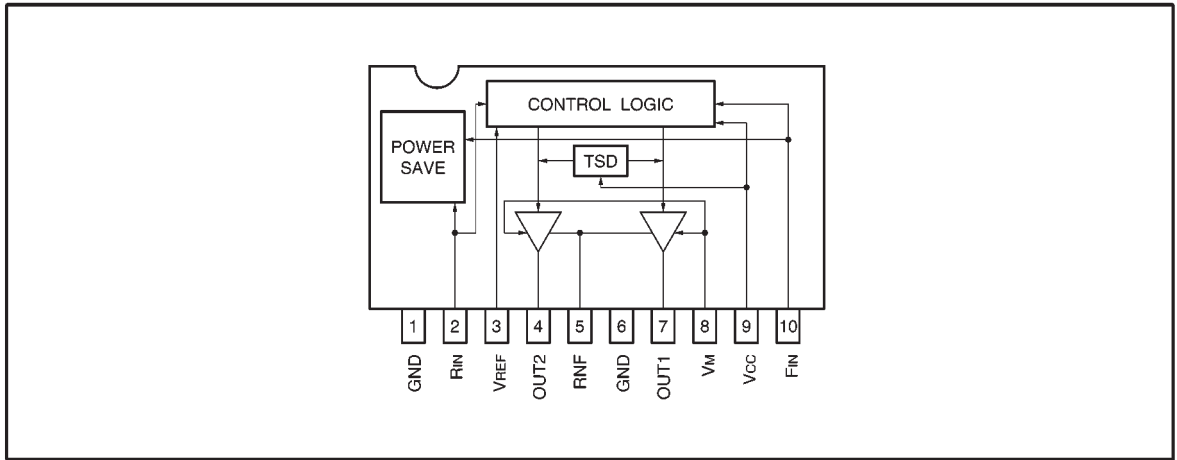 CONTROL LOGIC
POWER
SAVE
TSD
1 2 3 4 5 6 7 8 9 10
GND RIN VREF OUT2 RNF GND OUT1 VM VCC FIN